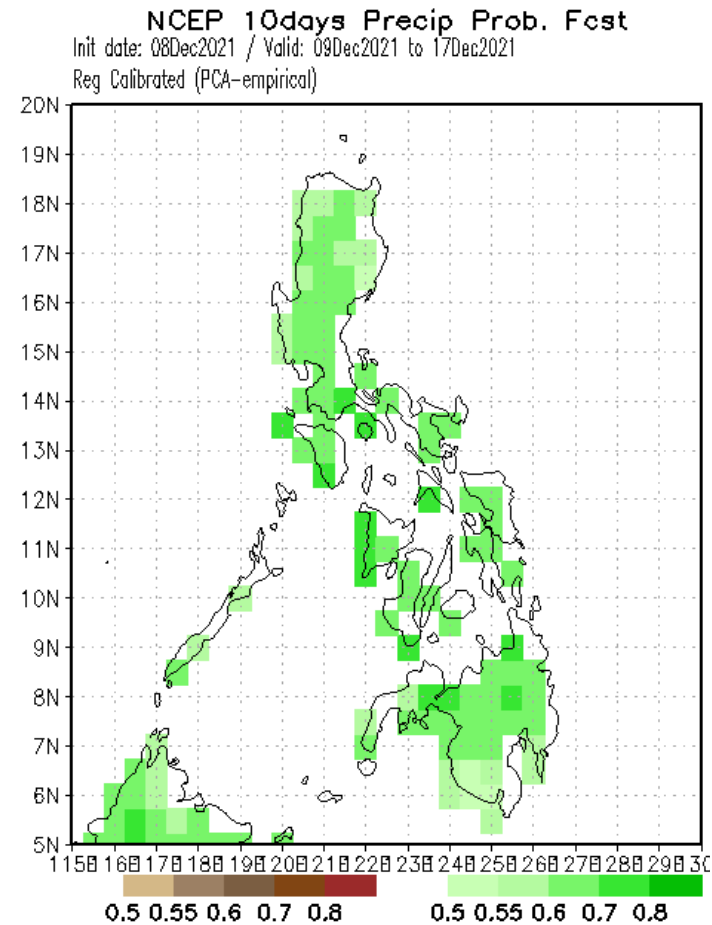 NCEP 10days Precip Prob. Fcst
Init date: 08Dec2021 / Valid: 09Dec2021 to 17Dec2021
Reg Calibrated (PCA-empirical)
20N
19N
18N
17N
16N
15N
14N
13N
12N
11N
10N
9N
8N
7N
6N
5N
0.5 0.55 0.6 0.7 0.8 0.5 0.55 0.6 0.7 0.8